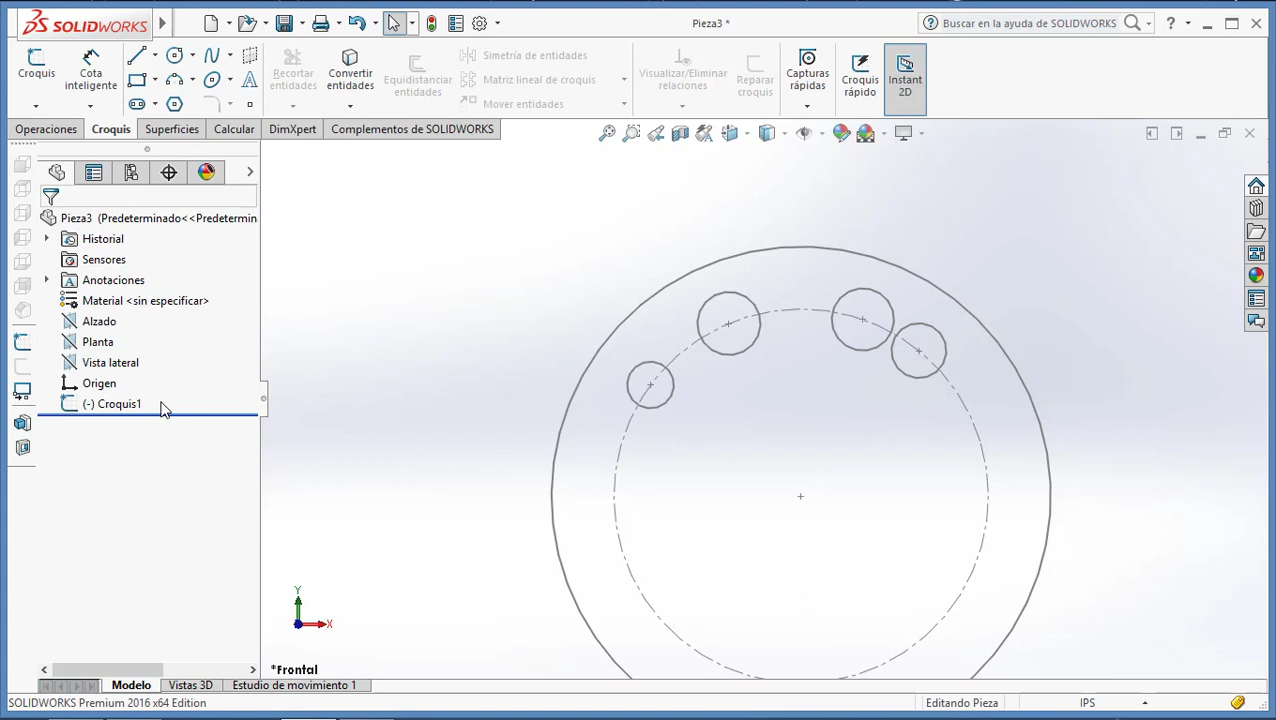 SOLIDWORKS
Pieza3 *
Buscar en la ayuda de SOLIDWORKS
?
Croquis
Cota inteligente
Recortar entidades
Convertir entidades
Equidistanciar entidades
Simetría de entidades
Matriz lineal de croquis
Mover entidades
Visualizar/Eliminar relaciones
Reparar croquis
Capturas rápidas
Croquis rápido
Instant 2D
Operaciones
Croquis
Superficies
Calcular
DimXpert
Complementos de SOLIDWORKS
Pieza3 (Predeterminado<<Predetermin
Historial
Sensores
Anotaciones
Material <sin especificar>
Alzado
Planta
Vista lateral
Origen
(-) Croquis1
Y
X
*Frontal
Modelo
Vistas 3D
Estudio de movimiento 1
SOLIDWORKS Premium 2016 x64 Edition
Editando Pieza
IPS